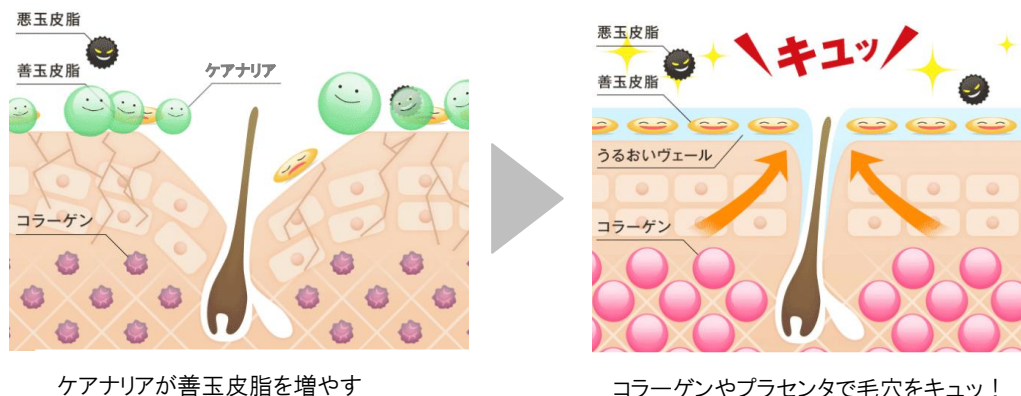 悪玉皮脂
善玉皮脂
ケアナリア
コラーゲン
ケアナリアが善玉皮脂を増やす
キュッ
悪玉皮脂
善玉皮脂
うるおいヴェール
コラーゲン
コラーゲンやプラセンタで毛穴をキュッ！